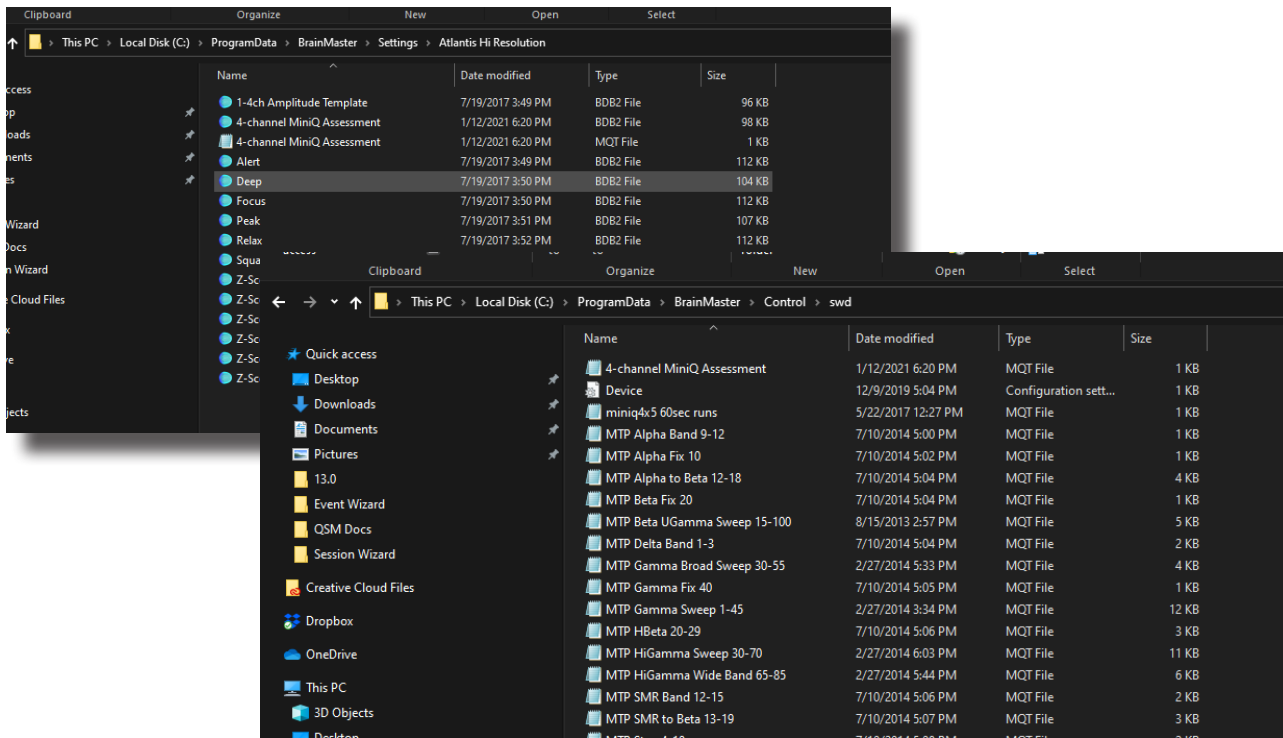 Clipboard Organize New Open Select
This PC > Local Disk (C:) > ProgramData > BrainMaster > Settings > Atlantis Hi Resolution
Name Date modified Type Size
ccess
1-4ch Amplitude Template 7/19/2017 3:49 PM BDB2 File 96 KB
op
4-channel MiniQ Assessment 1/12/2021 6:20 PM BDB2 File 98 KB
oads
4-channel MiniQ Assessment 1/12/2021 6:20 PM MQT File 1 KB
ments
Alert 7/19/2017 3:49 PM BDB2 File 112 KB
es
Deep 7/19/2017 3:50 PM BDB2 File 104 KB
Focus 7/19/2017 3:50 PM BDB2 File 112 KB
Wizard
Peak 7/19/2017 3:51 PM BDB2 File 107 KB
Docs
Relax 7/19/2017 3:52 PM BDB2 File 112 KB
n Wizard
Squa
Z-Sc
Cloud Files
Z-Sc
Z-Sc
x
Z-Sc
ve
Z-Sc
Z-Sc
jects
Clipboard Organize New Open Select
This PC > Local Disk (C:) > ProgramData > BrainMaster > Control > swd
Name Date modified Type Size
Quick access
Desktop
Downloads
Documents
Pictures
13.0
Event Wizard
QSM Docs
Session Wizard
Creative Cloud Files
Dropbox
OneDrive
This PC
3D Objects
Desktop
4-channel MiniQ Assessment 1/12/2021 6:20 PM MQT File 1 KB
Device 12/9/2019 5:04 PM Configuration sett... 1 KB
miniq4x5 60sec runs 5/22/2017 12:27 PM MQT File 1 KB
MTP Alpha Band 9-12 7/10/2014 5:00 PM MQT File 1 KB
MTP Alpha Fix 10 7/10/2014 5:02 PM MQT File 1 KB
MTP Alpha to Beta 12-18 7/10/2014 5:04 PM MQT File 4 KB
MTP Beta Fix 20 7/10/2014 5:04 PM MQT File 1 KB
MTP Beta UGamma Sweep 15-100 8/15/2013 2:57 PM MQT File 5 KB
MTP Delta Band 1-3 7/10/2014 5:04 PM MQT File 2 KB
MTP Gamma Broad Sweep 30-55 2/27/2014 5:33 PM MQT File 4 KB
MTP Gamma Fix 40 7/10/2014 5:05 PM MQT File 1 KB
MTP Gamma Sweep 1-45 2/27/2014 3:34 PM MQT File 12 KB
MTP HBeta 20-29 7/10/2014 5:06 PM MQT File 3 KB
MTP HiGamma Sweep 30-70 2/27/2014 6:03 PM MQT File 11 KB
MTP HiGamma Wide Band 65-85 2/27/2014 5:44 PM MQT File 6 KB
MTP SMR Band 12-15 7/10/2014 5:06 PM MQT File 2 KB
MTP SMR to Beta 13-19 7/10/2014 5:07 PM MQT File 3 KB